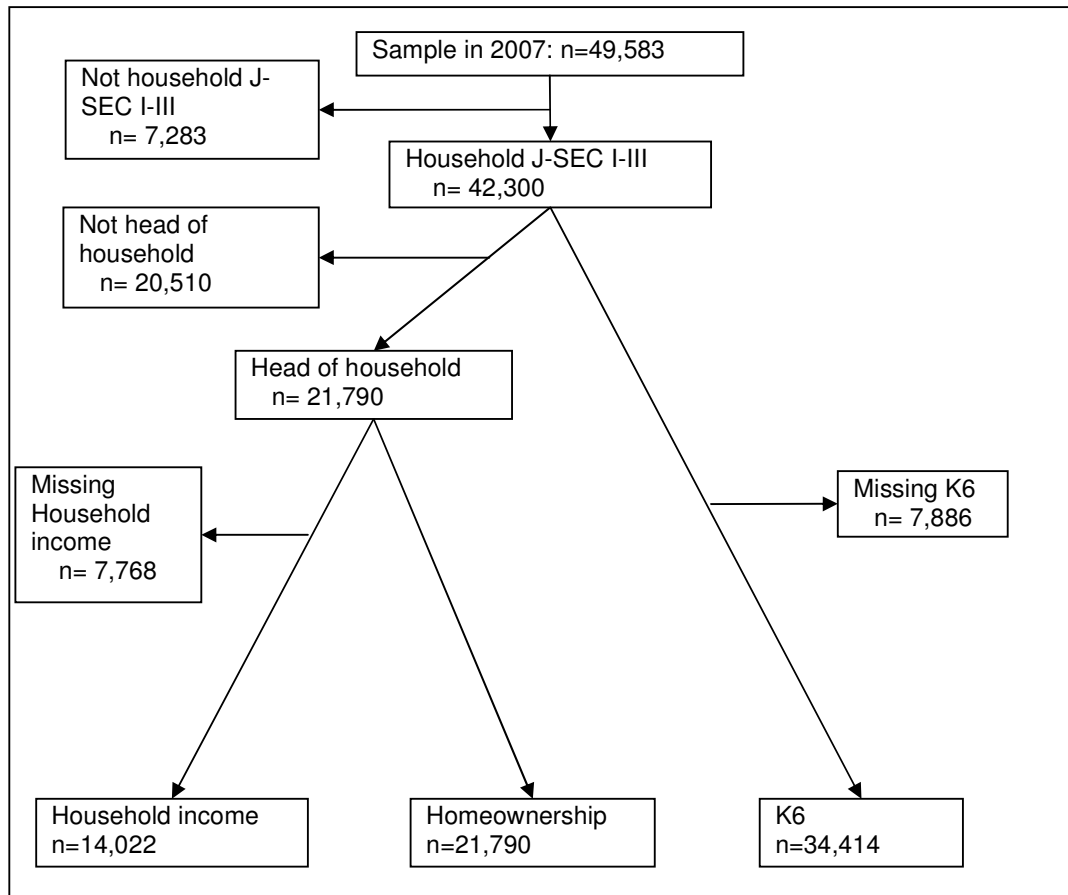 Sample in 2007: n=49,583
Not household J-
SEC I-III
n= 7,283
Household J-SEC I-III
n= 42,300
Not head of
household
n= 20,510
Head of household
n= 21,790
Missing
Household
income
n= 7,768
Missing K6
n= 7,886
Household income
n=14,022
Homeownership
n=21,790
K6
n=34,414